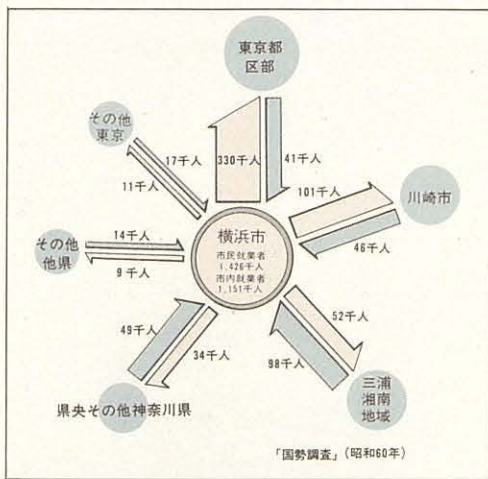 東京都
区部
その他
東京
17千人
11千人
330千人
41千人
101千人
川崎市
46千人
その他
他県
14千人
9千人
横浜市
市民就業者
1,426千人
市内就業者
1,151千人
49千人
34千人
52千人
98千人
県央その他神奈川県
三浦
湘南
地域
「国勢調査」(昭和60年)